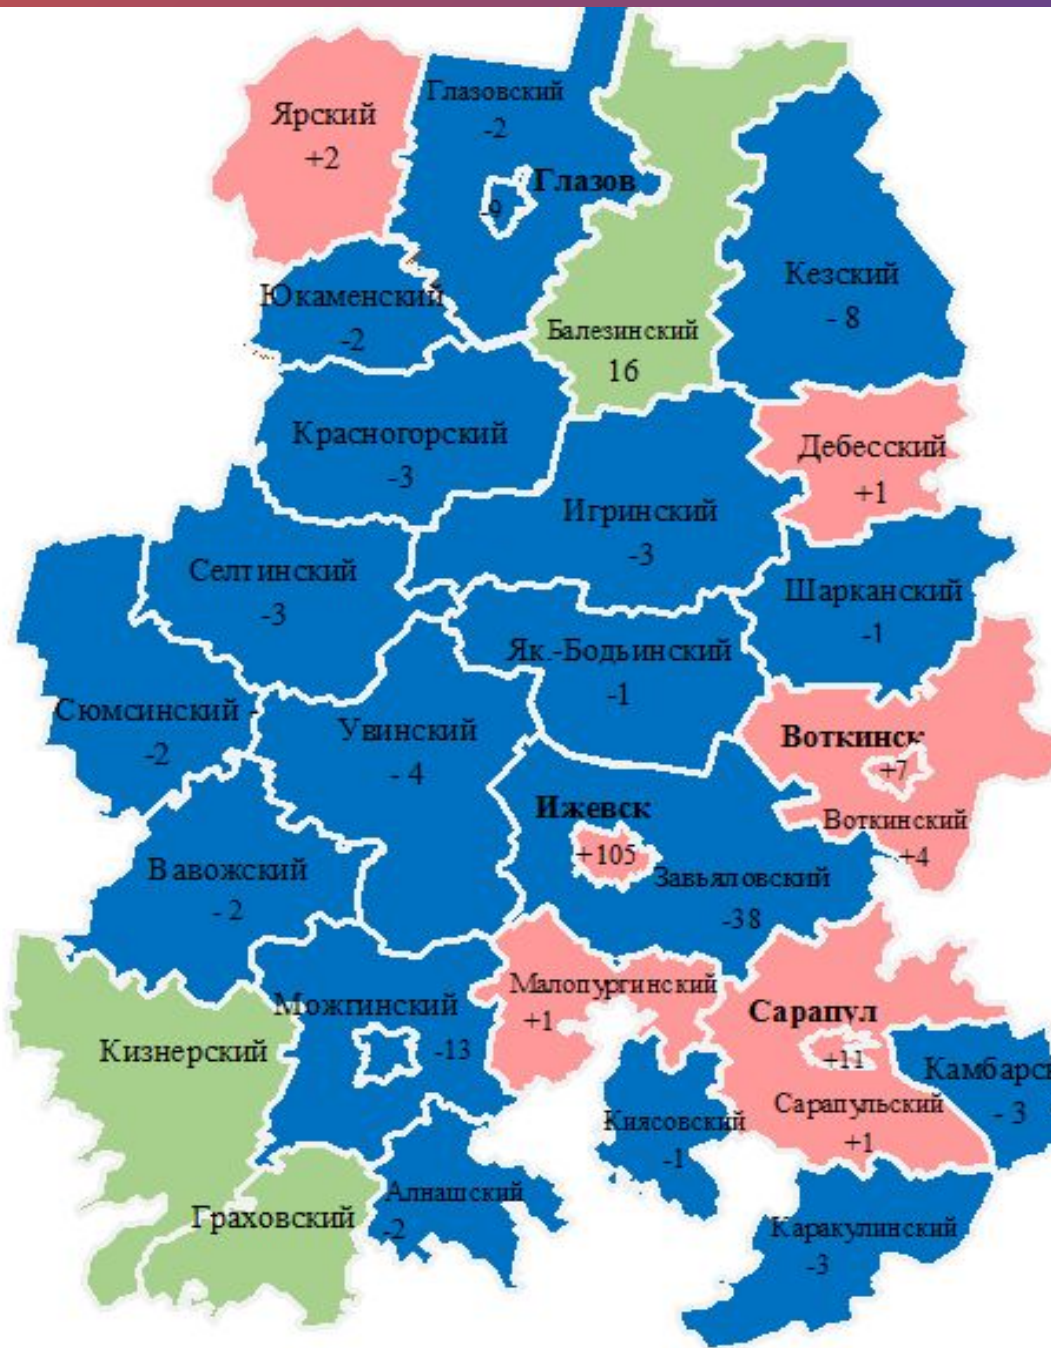 Глазовский
-2
Ярский
+2
Глазов
-9
Кезский
- 8
Юкаменский
-2
Балезинский
16
Красногорский
-3
Дебесский
+1
Игринский
-3
Селтинский
-3
Шарканский
-1
Як.-Бодьинский
-1
Сюмсинский -
-2
Увинский
- 4
Воткинск
+7
Ижевск
+105
Воткинский
+4
Вавожский
- 2
Завьяловский
-38
Малопургинский
+1
Можгинский
-13
Сарапул
+11
Кизнерский
Камбарск
- 3
Сарапульский
+1
Киясовский
-1
Алнашский
-2
Граховский
Каракулинский
-3